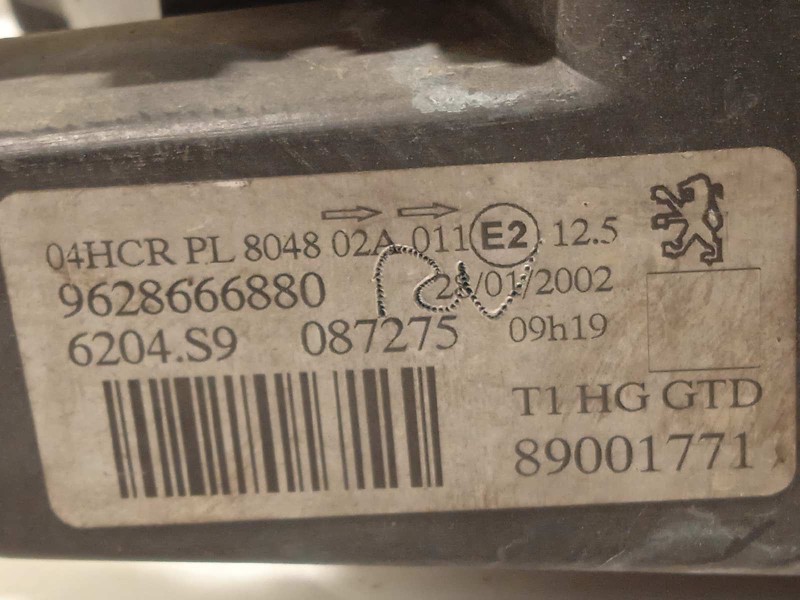 04HCR PL 8048 02A 011 E2 12.5
9628666880 28/01/2002
6204.S9 087275 09h19
T1 HG GTD
89001771